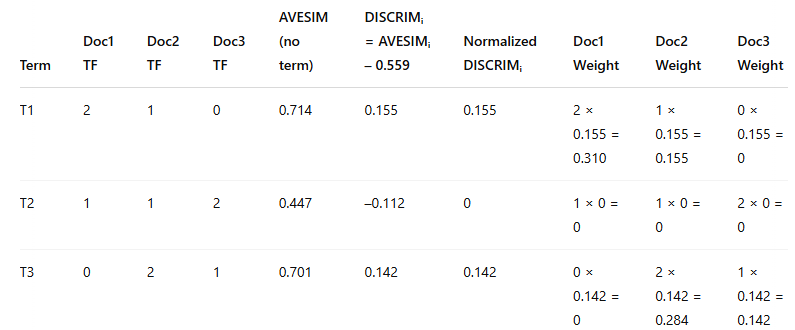 AVESIM DISCRIMᵢ
Doc1 Doc2 Doc3 (no = AVESIMᵢ Normalized Doc1 Doc2 Doc3
Term TF TF TF term) – 0.559 DISCRIMᵢ Weight Weight Weight
T1 2 1 0 0.714 0.155 0.155 2 × 1 × 0 ×
0.155 = 0.155 = 0.155 =
0.310 0.155 0
T2 1 1 2 0.447 –0.112 0 1 × 0 = 1 × 0 = 2 × 0 =
0 0 0
T3 0 2 1 0.701 0.142 0.142 0 × 2 × 1 ×
0.142 = 0.142 = 0.142 =
0 0.284 0.142